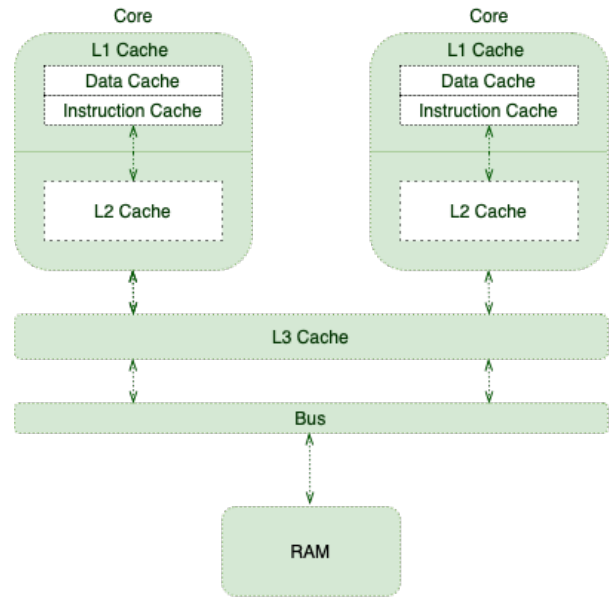 Core
L1 Cache
Data Cache
Instruction Cache
L2 Cache
Core
L1 Cache
Data Cache
Instruction Cache
L2 Cache
L3 Cache
Bus
RAM